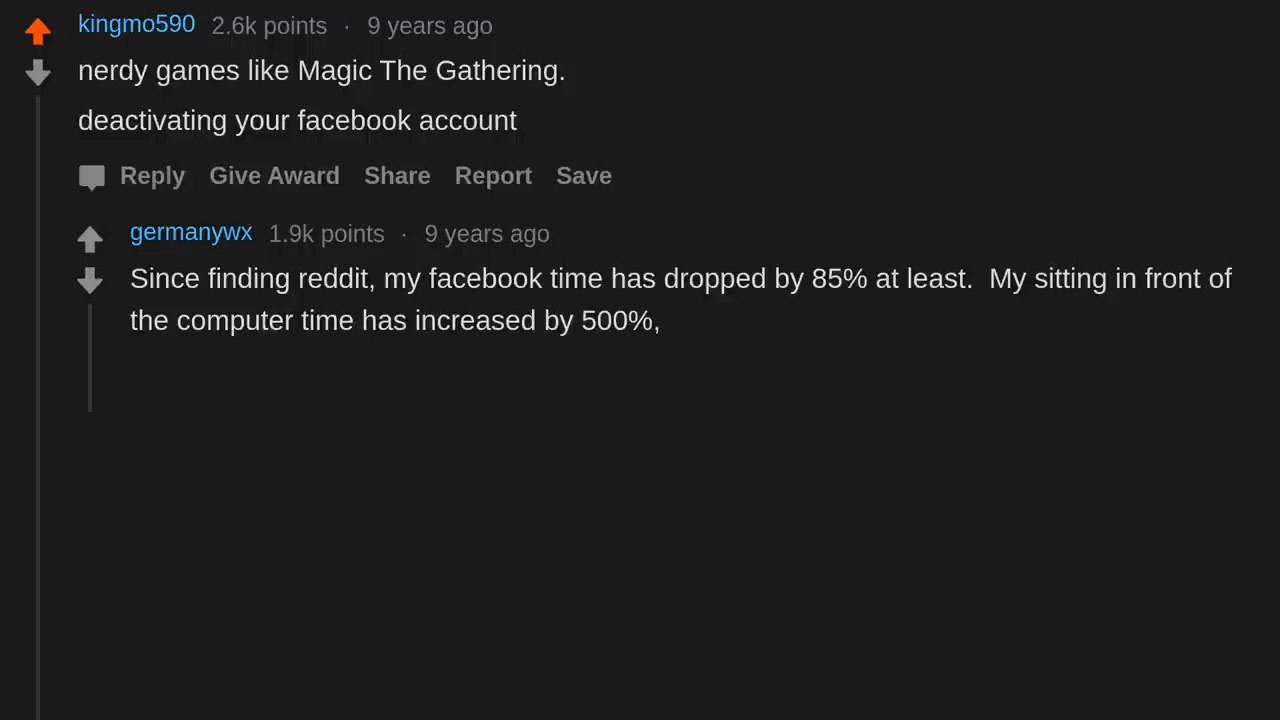 kingmo590 2.6k points · 9 years ago
nerdy games like Magic The Gathering.
deactivating your facebook account
Reply Give Award Share Report Save
germanywx 1.9k points · 9 years ago
Since finding reddit, my facebook time has dropped by 85% at least.  My sitting in front of
the computer time has increased by 500%,